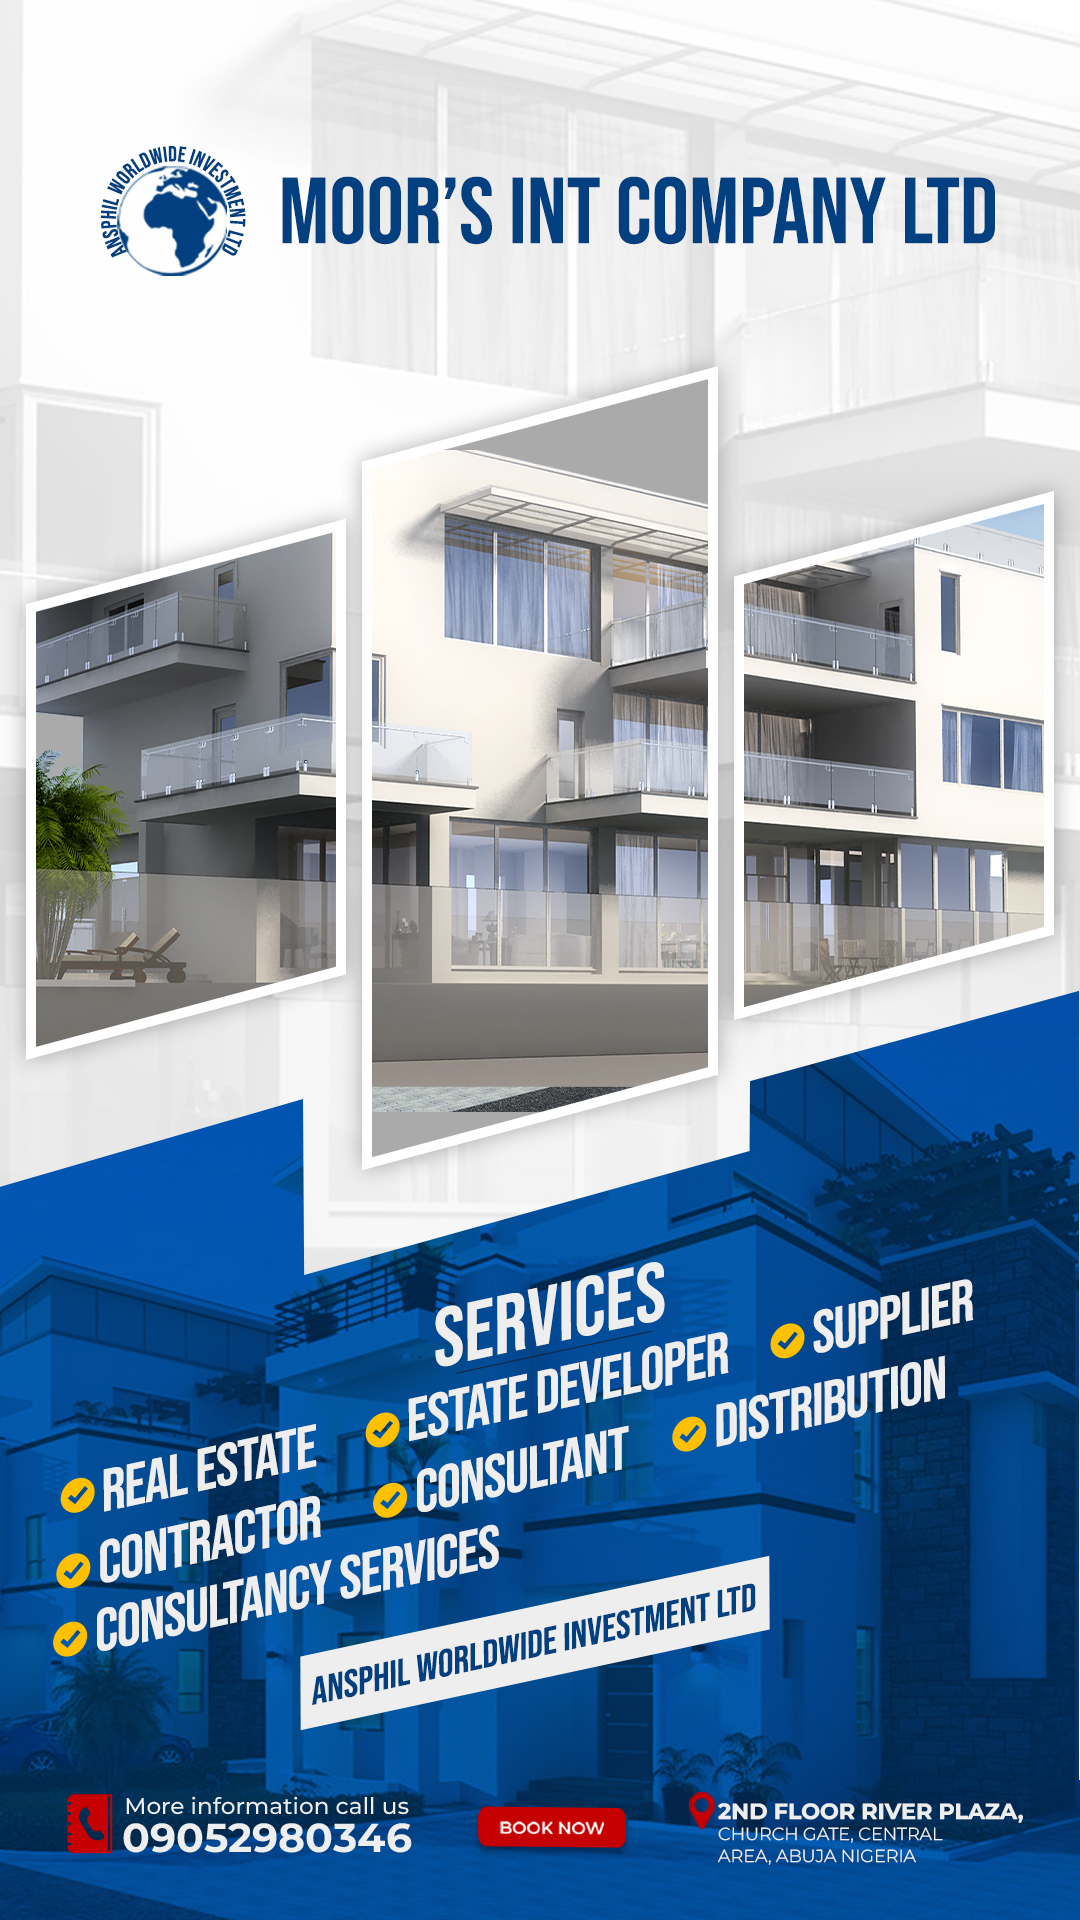 ANSPHIL WORLDWIDE INVESTMENT LTD
MOOR'S INT COMPANY LTD
SERVICES
REAL ESTATE
CONTRACTOR
CONSULTANCY SERVICES
ESTATE DEVELOPER
CONSULTANT
SUPPLIER
DISTRIBUTION
ANSPHIL WORLDWIDE INVESTMENT LTD
More information call us
09052980346
BOOK NOW
2ND FLOOR RIVER PLAZA,
CHURCH GATE, CENTRAL
AREA, ABUJA NIGERIA